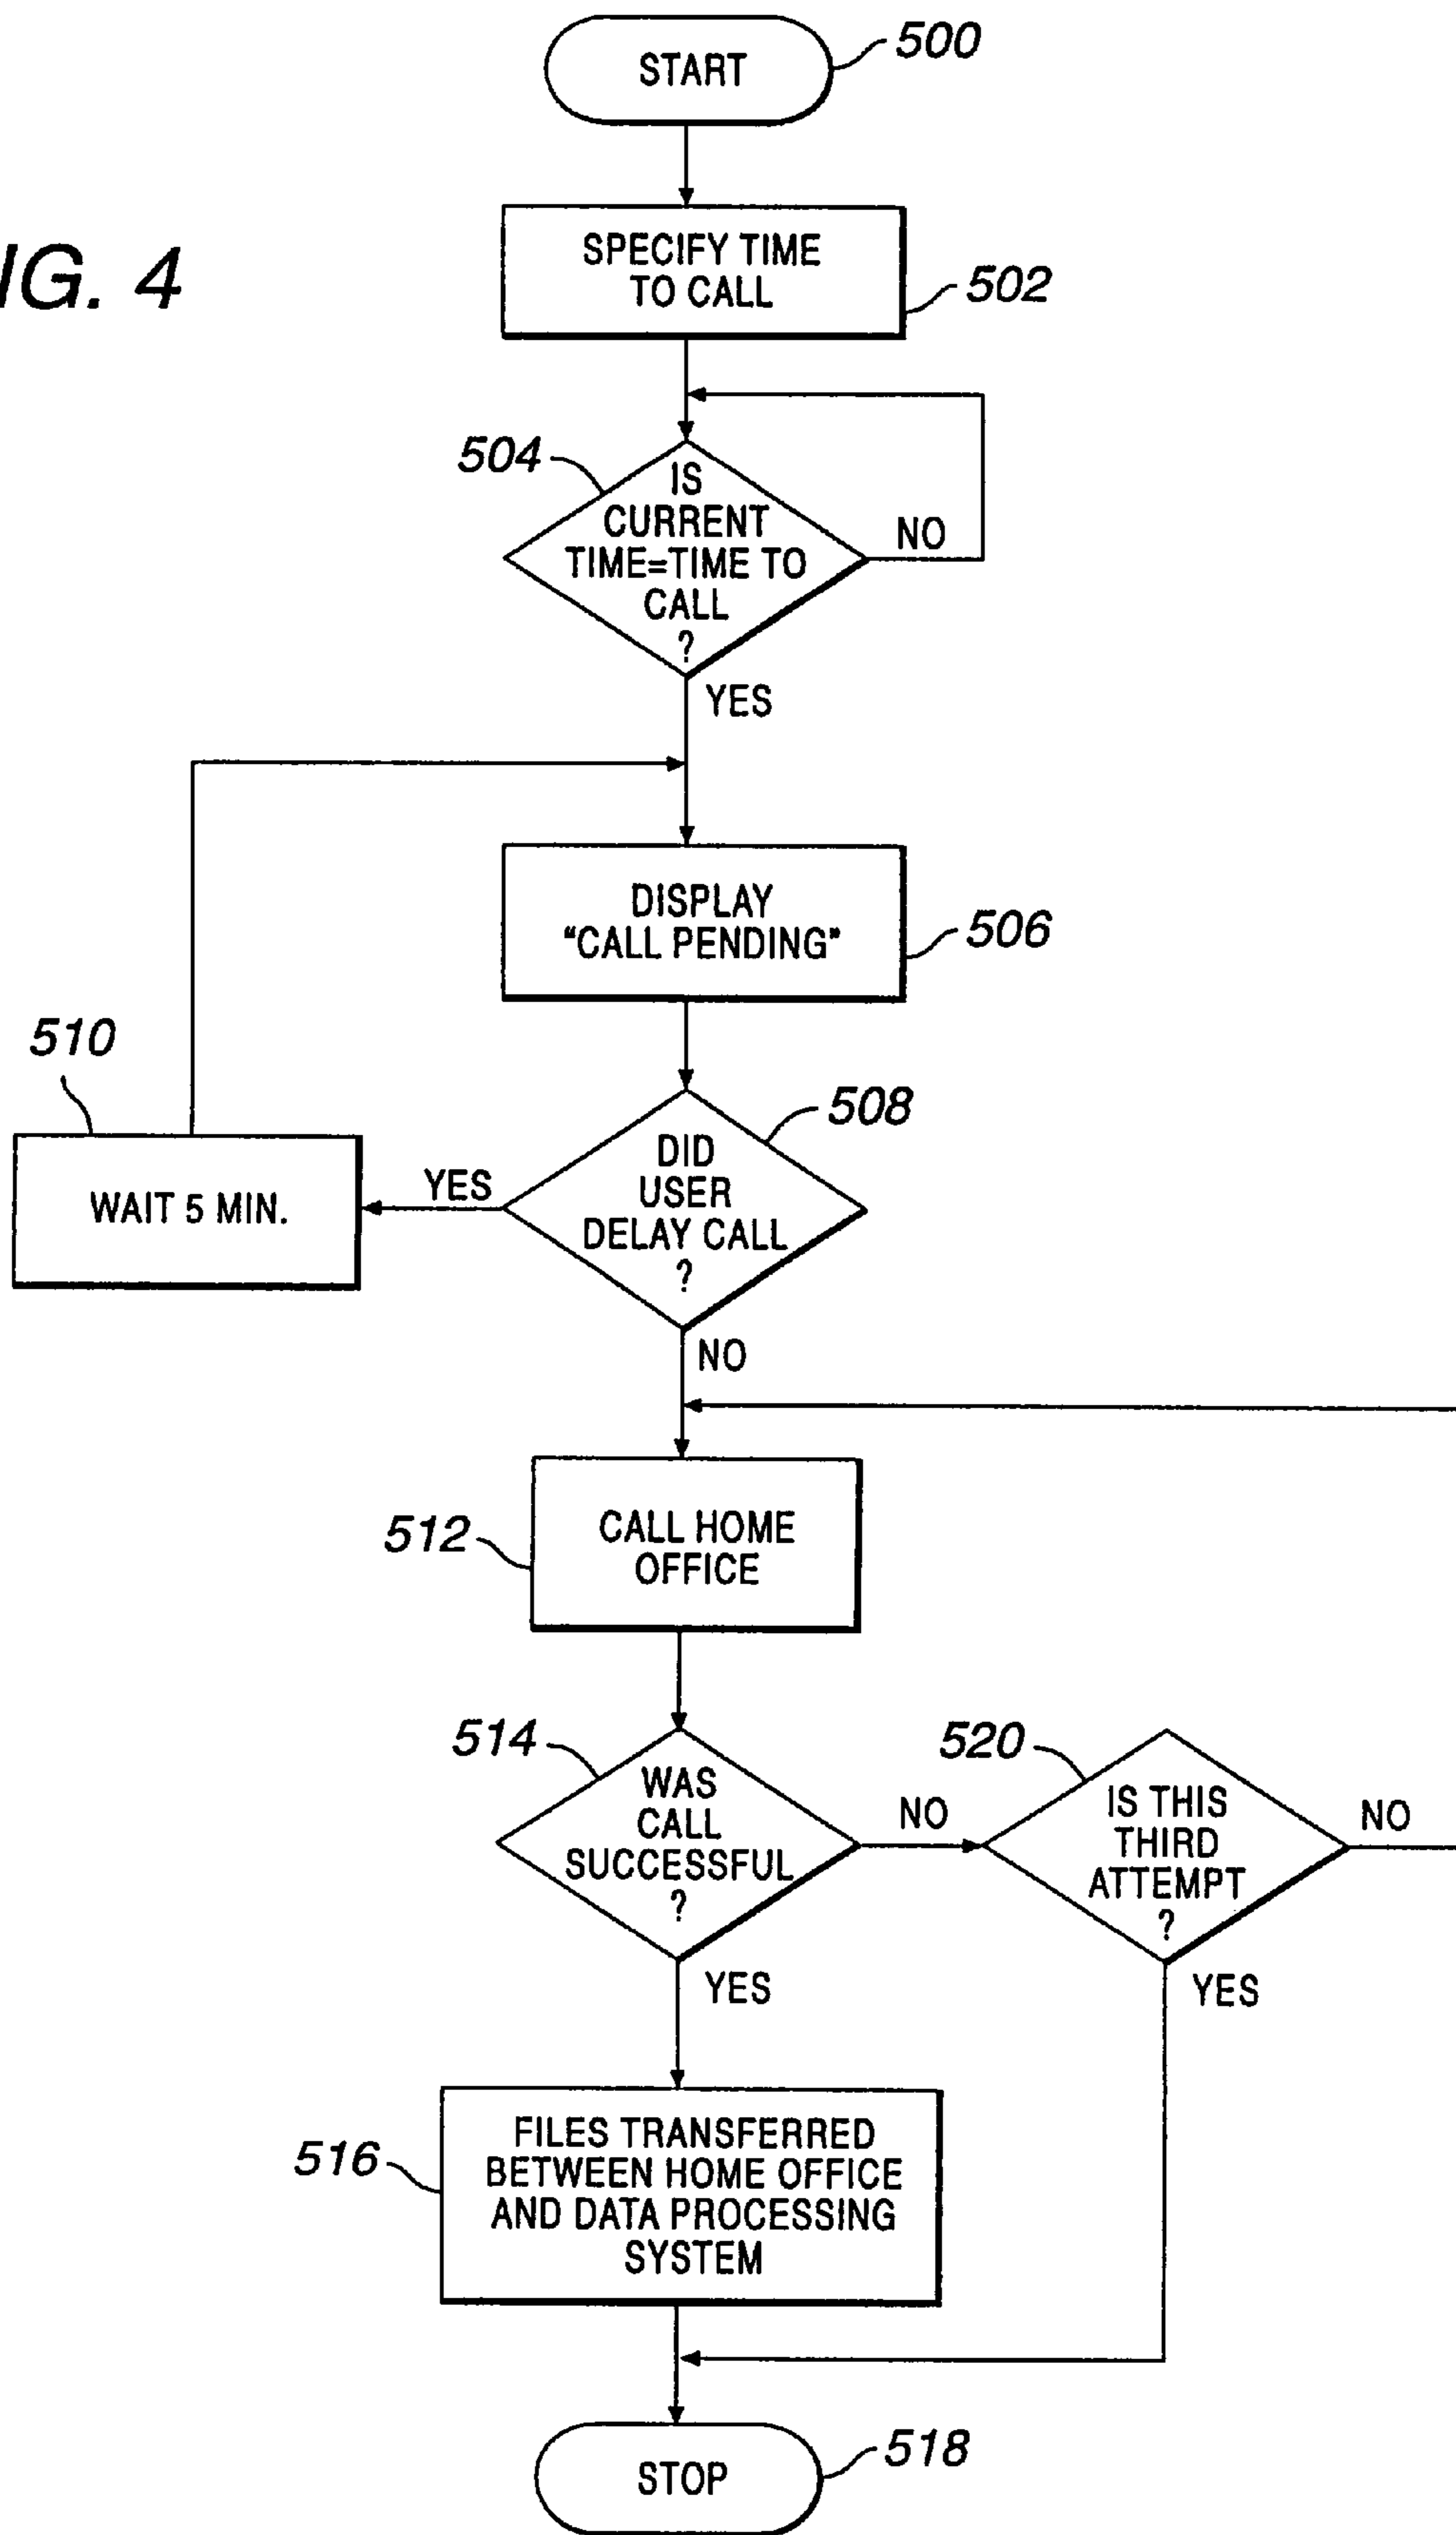 START
500
NG. 4
SPECIFY TIME
TO CALL
502
504
IS
CURRENT
TIME=TIME TO
CALL
?
NO
YES
DISPLAY
"CALL PENDING"
506
510
WAIT 5 MIN.
YES
508
DID
USER
DELAY CALL
?
NO
512
CALL HOME
OFFICE
514
WAS
CALL
SUCCESSFUL
?
NO
520
IS THIS
THIRD
ATTEMPT
?
NO
YES
YES
516
FILES TRANSFERRED
BETWEEN HOME OFFICE
AND DATA PROCESSING
SYSTEM
STOP
518